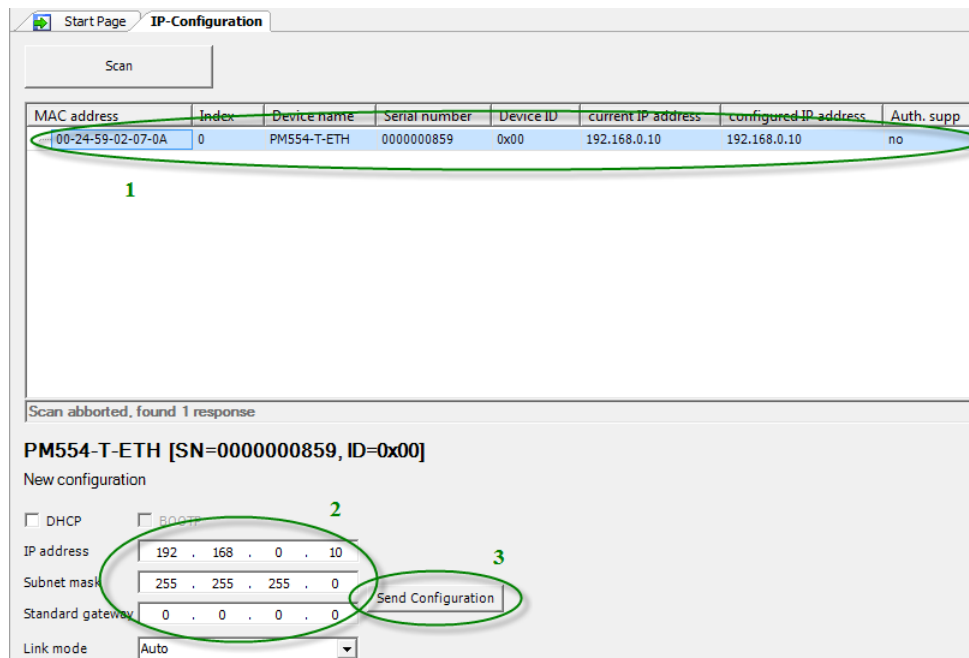 Start Page IP-Configuration
Scan
MAC address Index Device name Serial number Device ID current IP address configured IP address Auth. supp
00-24-59-02-07-0A 0 PM554-T-ETH 0000000859 0x00 192.168.0.10 192.168.0.10 no
1
Scan abborted, found 1 response
PM554-T-ETH [SN=0000000859, ID=0x00]
New configuration
2
DHCP BOOTP
IP address 192 . 168 . 0 . 10
3
Subnet mask 255 . 255 . 255 . 0
Send Configuration
Standard gateway 0 . 0 . 0 . 0
Link mode Auto